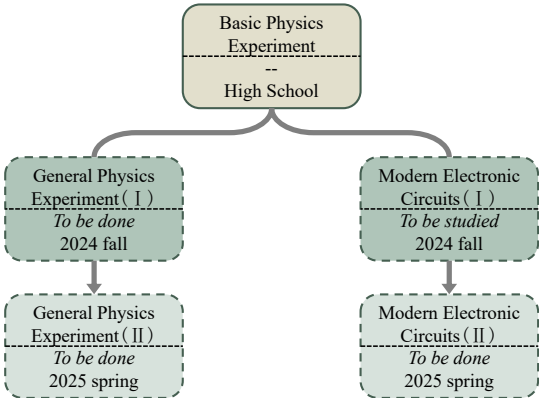 Basic Physics
Experiment
--
High School
General Physics
Experiment(Ⅰ)
To be done
2024 fall
Modern Electronic
Circuits(Ⅰ)
To be studied
2024 fall
General Physics
Experiment(Ⅱ)
To be done
2025 spring
Modern Electronic
Circuits(Ⅱ)
To be done
2025 spring